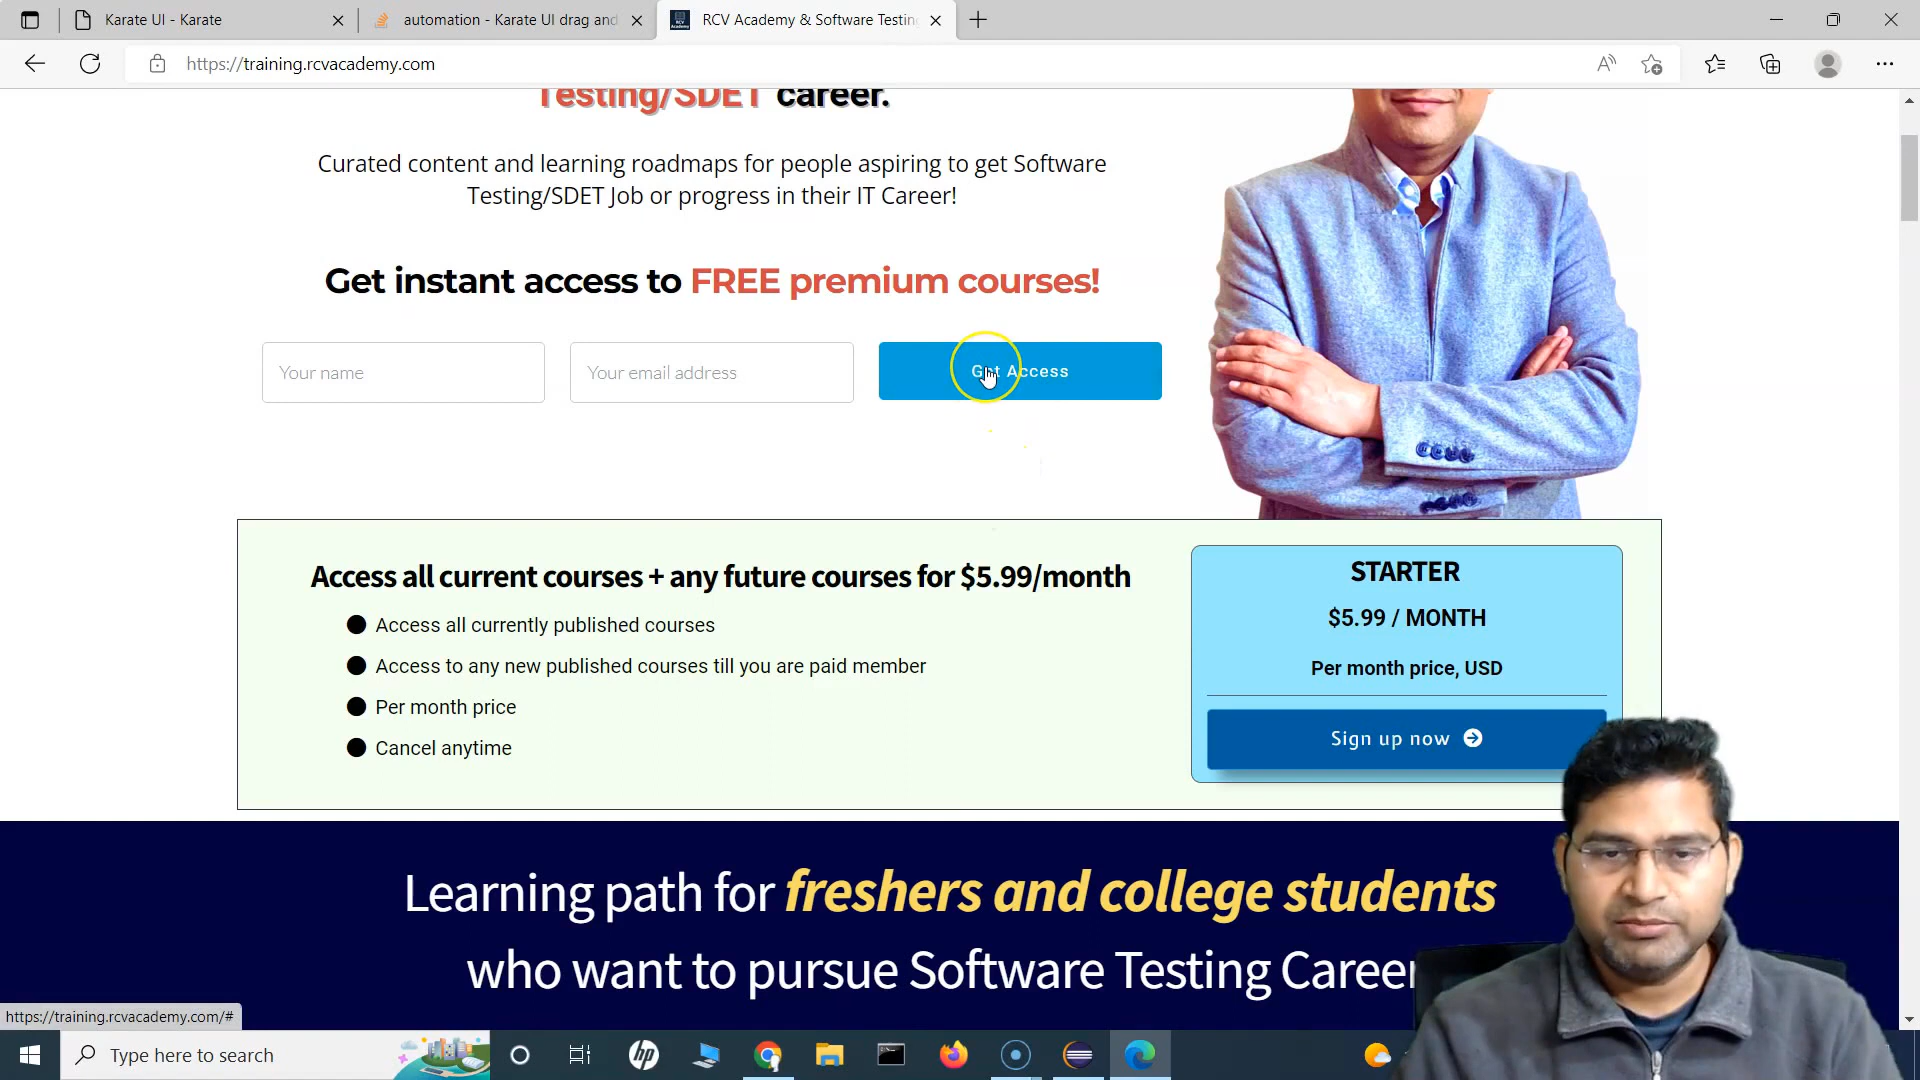 Karate UI - Karate
automation - Karate UI drag and
RCV Academy & Software Testin
https://training.rcvacademy.com
Testing/SDET career.
Curated content and learning roadmaps for people aspiring to get Software
Testing/SDET Job or progress in their IT Career!
Get instant access to FREE premium courses!
Your name
Your email address
Get Access
Access all current courses + any future courses for $5.99/month
Access all currently published courses
Access to any new published courses till you are paid member
Per month price
Cancel anytime
STARTER
$5.99 / MONTH
Per month price, USD
Sign up now
Learning path for freshers and college students
who want to pursue Software Testing Career
https://training.rcvacademy.com/#
Type here to search
hp